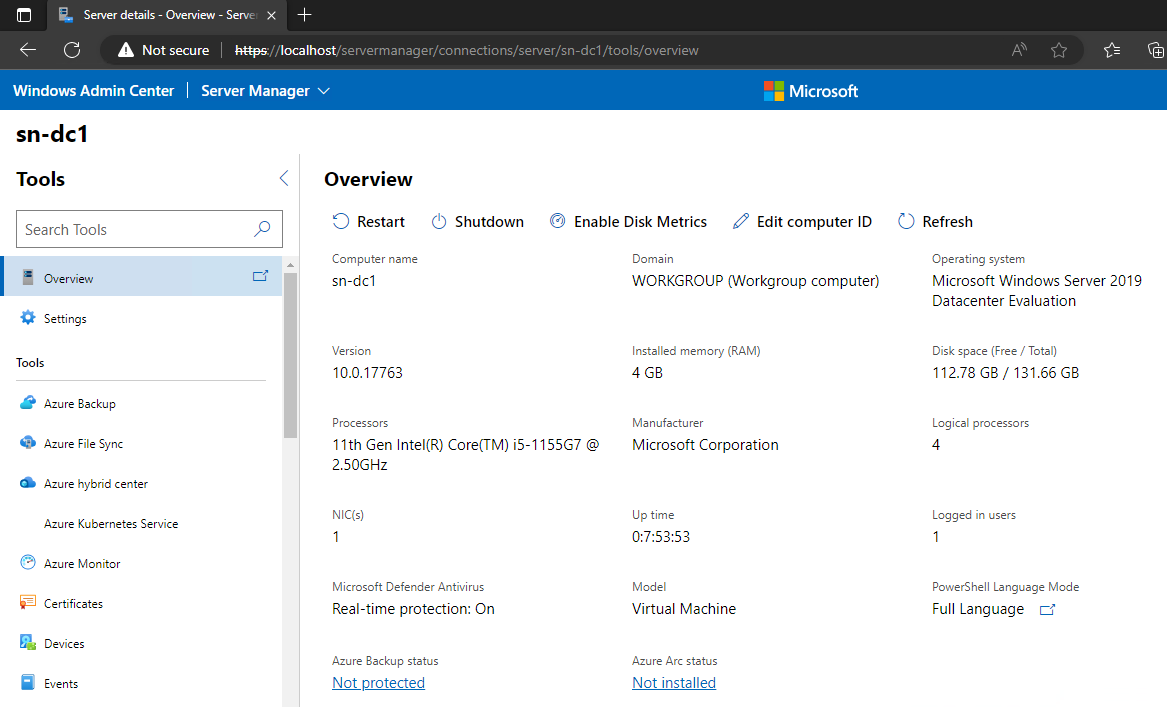 Server details - Overview - Serve
Not secure
https://localhost/servermanager/connections/server/sn-dc1/tools/overview
Windows Admin Center
Server Manager
Microsoft
sn-dc1
Tools
Search Tools
Overview
Settings
Tools
Azure Backup
Azure File Sync
Azure hybrid center
Azure Kubernetes Service
Azure Monitor
Certificates
Devices
Events
Overview
Restart
Shutdown
Enable Disk Metrics
Edit computer ID
Refresh
Computer name
sn-dc1
Domain
WORKGROUP (Workgroup computer)
Operating system
Microsoft Windows Server 2019
Datacenter Evaluation
Version
10.0.17763
Installed memory (RAM)
4 GB
Disk space (Free / Total)
112.78 GB / 131.66 GB
Processors
11th Gen Intel(R) Core(TM) i5-1155G7 @
2.50GHz
Manufacturer
Microsoft Corporation
Logical processors
4
NIC(s)
1
Up time
0:7:53:53
Logged in users
1
Microsoft Defender Antivirus
Real-time protection: On
Model
Virtual Machine
PowerShell Language Mode
Full Language
Azure Backup status
Not protected
Azure Arc status
Not installed